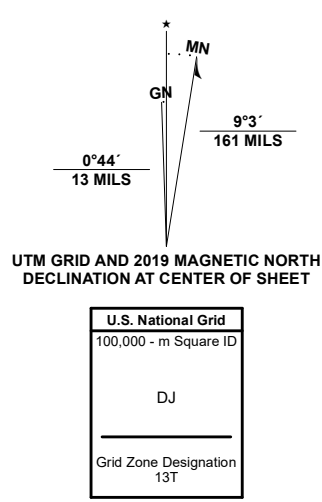 ★
MN
GN
9°3´
161 MILS
0°44´
13 MILS
UTM GRID AND 2019 MAGNETIC NORTH
DECLINATION AT CENTER OF SHEET
U.S. National Grid
100,000 - m Square ID
DJ
Grid Zone Designation
13T